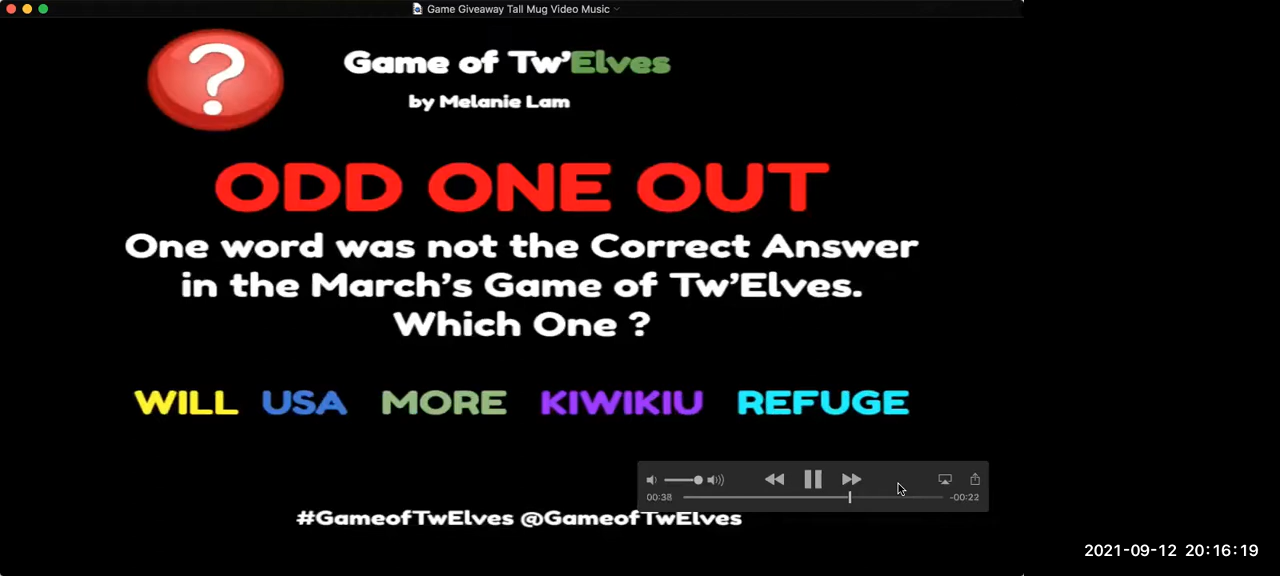 Game Giveaway Tall Mug Video Music
?
Game of Tw'Elves
by Melanie Lam
ODD ONE OUT
One word was not the Correct Answer
in the March's Game of Tw'Elves.
Which One ?
WILL USA MORE KIWIKIU REFUGE
00:38 -00:22
#GameofTwElves @GameofTwElves
2021-09-12 20:16:19